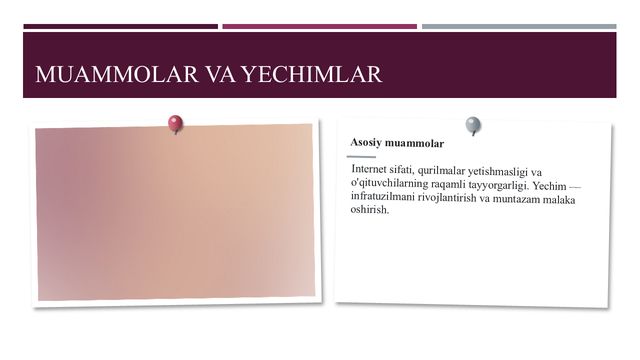 MUAMMOLAR VA YECHIMLAR
Asosiy muammolar
Internet sifati, qurilmalar yetishmasligi va
o'qituvchilarning raqamli tayyorgarligi. Yechim —
infratuzilmani rivojlantirish va muntazam malaka
oshirish.